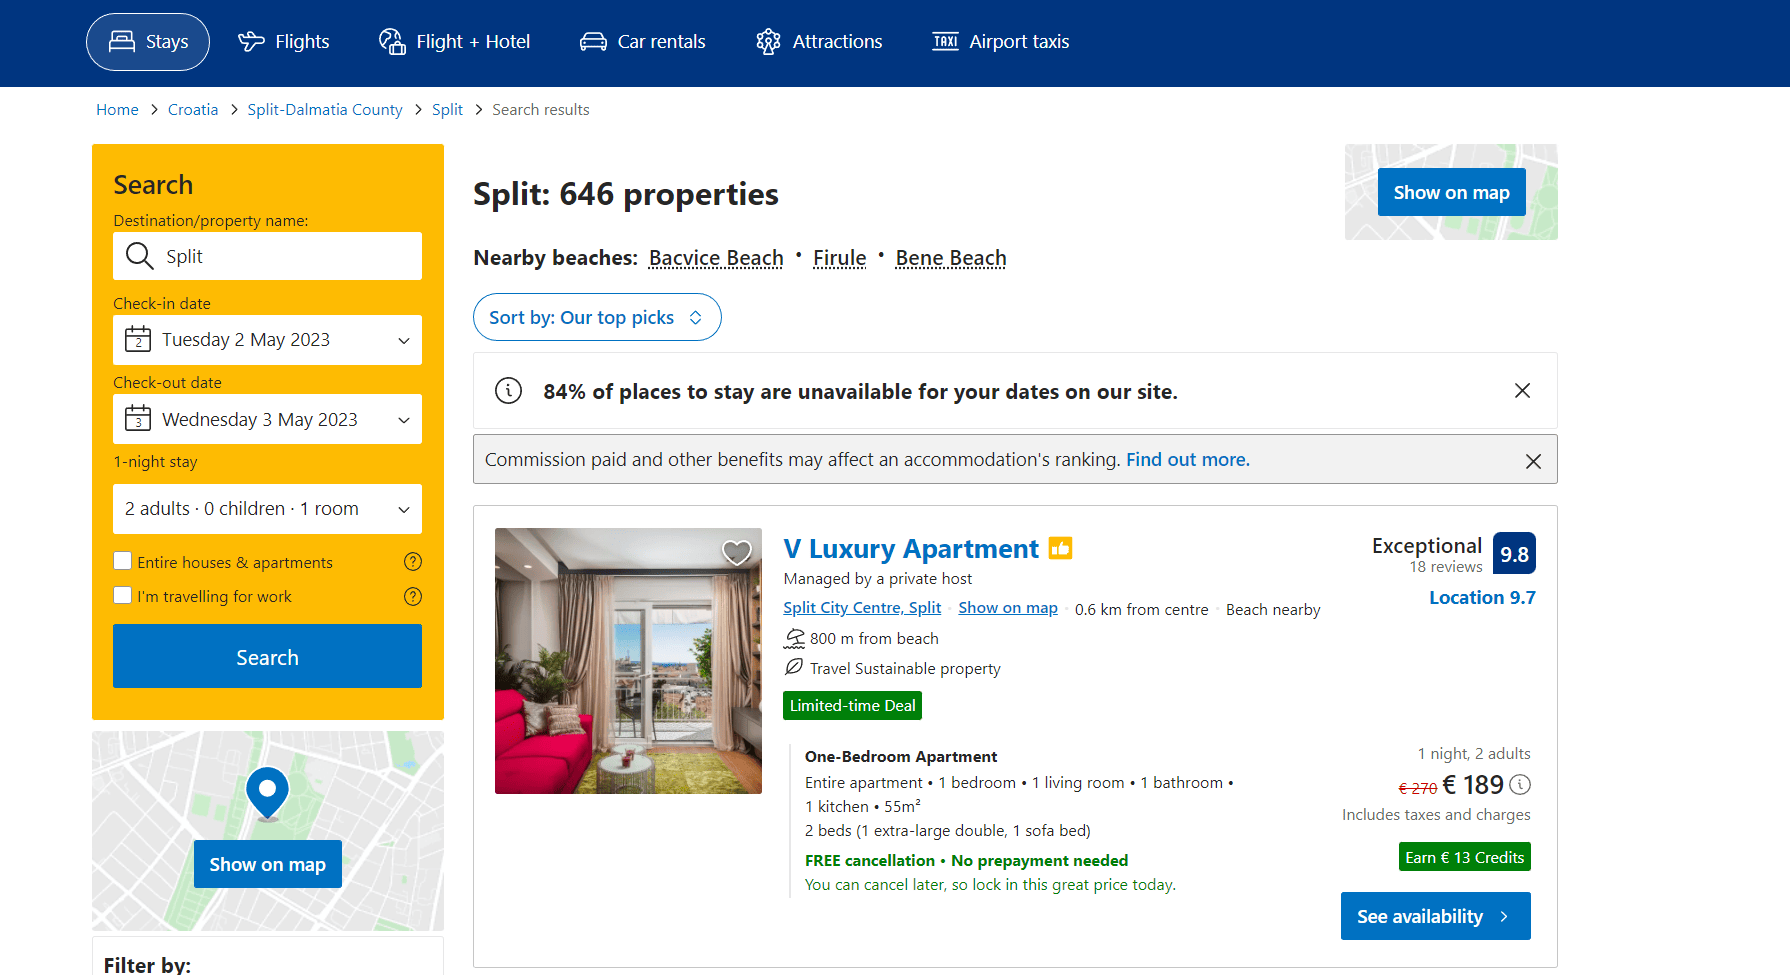 Stays
Flights
Flight + Hotel
Car rentals
Attractions
TAXI Airport taxis
Home > Croatia > Split-Dalmatia County > Split > Search results
Search
Destination/property name:
Split
Check-in date
2 Tuesday 2 May 2023
Check-out date
3 Wednesday 3 May 2023
1-night stay
2 adults · 0 children · 1 room
Entire houses & apartments ?
I'm travelling for work ?
Search
Show on map
Filter by:
Split: 646 properties
Show on map
Nearby beaches: Bacvice Beach • Firule • Bene Beach
Sort by: Our top picks
84% of places to stay are unavailable for your dates on our site.
Commission paid and other benefits may affect an accommodation's ranking. Find out more.
V Luxury Apartment
Managed by a private host
Split City Centre, Split · Show on map · 0.6 km from centre · Beach nearby
800 m from beach
Travel Sustainable property
Limited-time Deal
Exceptional
18 reviews
9.8
Location 9.7
One-Bedroom Apartment
Entire apartment • 1 bedroom • 1 living room • 1 bathroom •
1 kitchen • 55m²
2 beds (1 extra-large double, 1 sofa bed)
FREE cancellation • No prepayment needed
You can cancel later, so lock in this great price today.
1 night, 2 adults
€ 270 € 189
Includes taxes and charges
Earn € 13 Credits
See availability